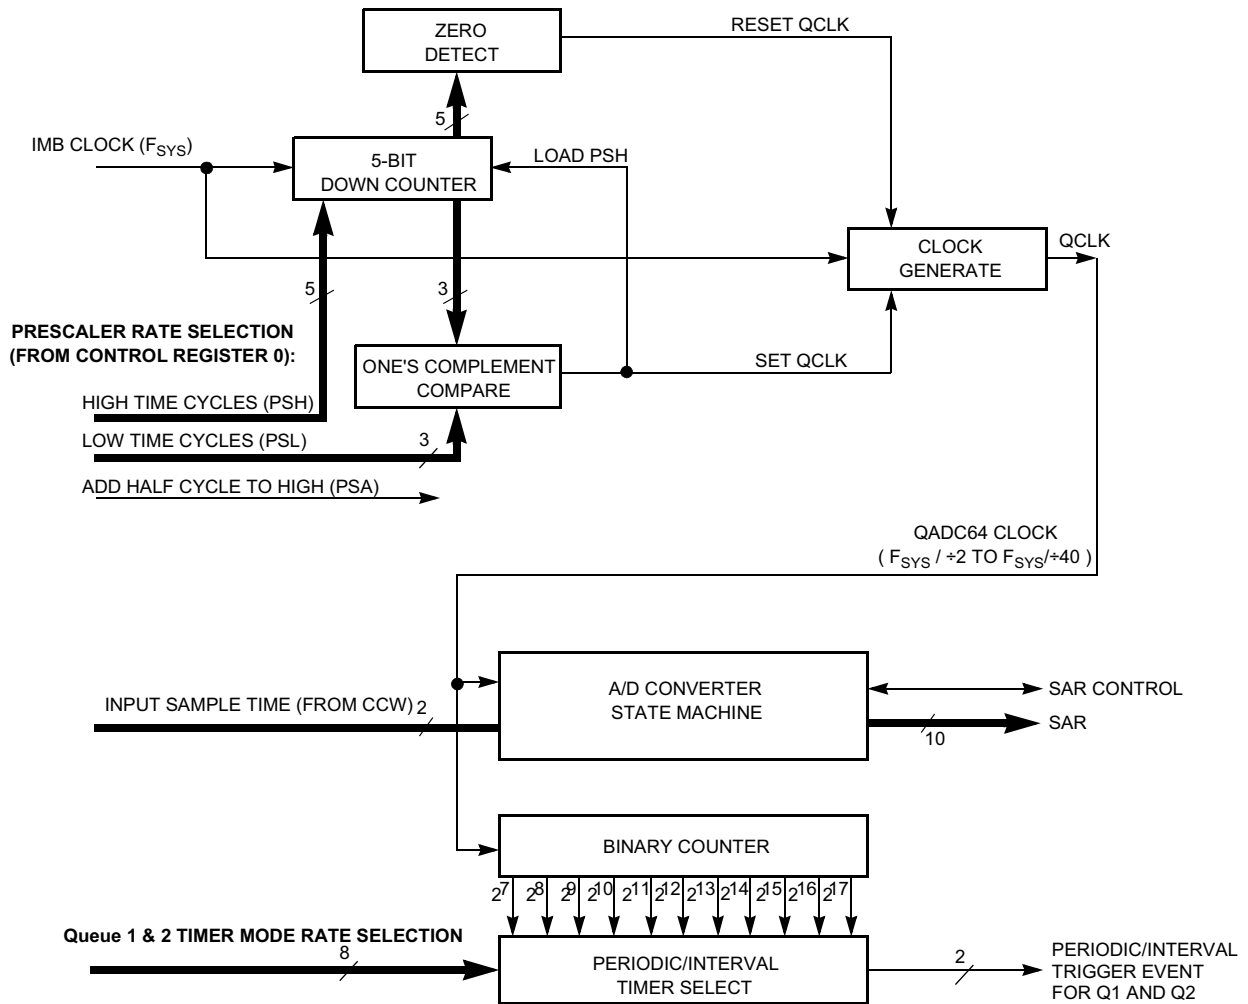 ZERO
DETECT
RESET QCLK
5
IMB CLOCK (FSYS)
5-BIT
DOWN COUNTER
LOAD PSH
CLOCK
GENERATE
QCLK
5
3
PRESCALER RATE SELECTION
(FROM CONTROL REGISTER 0):
ONE'S COMPLEMENT
COMPARE
SET QCLK
HIGH TIME CYCLES (PSH)
LOW TIME CYCLES (PSL)
3
ADD HALF CYCLE TO HIGH (PSA)
QADC64 CLOCK
( FSYS / ÷2 TO FSYS/÷40 )
INPUT SAMPLE TIME (FROM CCW)
2
A/D CONVERTER
STATE MACHINE
SAR CONTROL
SAR
10
BINARY COUNTER
2^7 2^8 2^9 2^10 2^11 2^12 2^13 2^14 2^15 2^16 2^17
Queue 1 & 2 TIMER MODE RATE SELECTION
8
PERIODIC/INTERVAL
TIMER SELECT
2
PERIODIC/INTERVAL
TRIGGER EVENT
FOR Q1 AND Q2